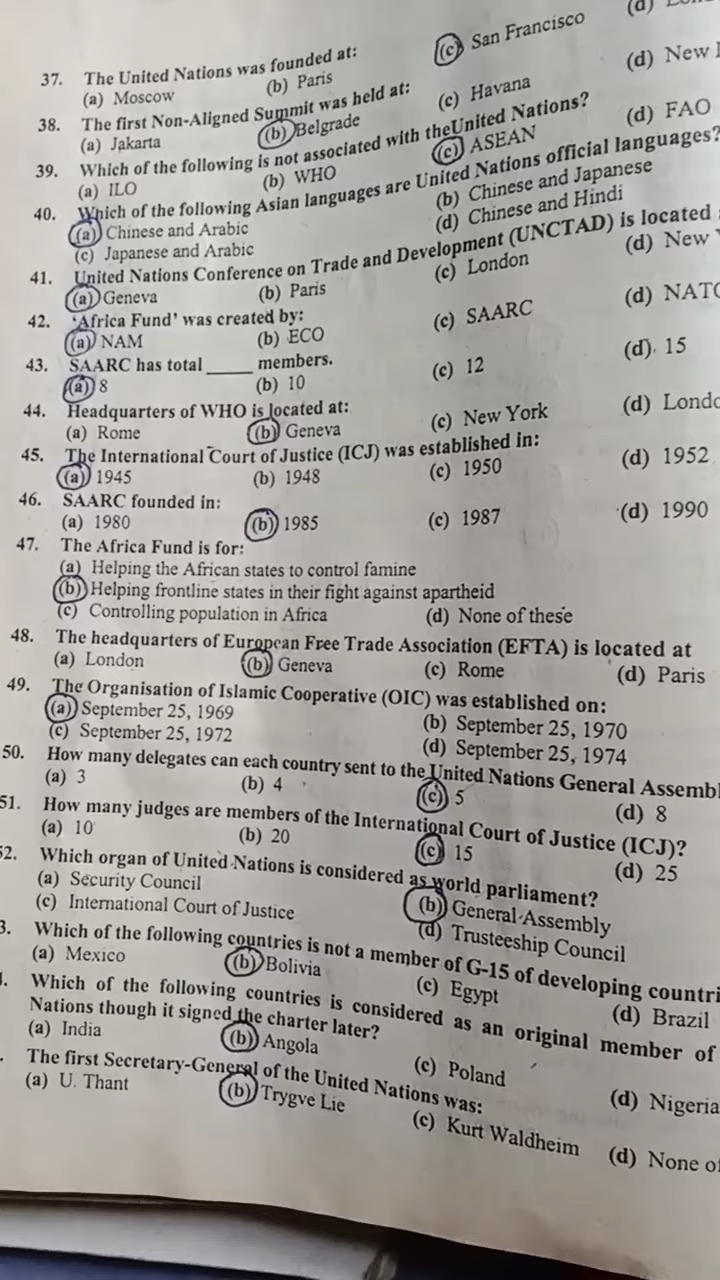 (d)
37. The United Nations was founded at:
(a) Moscow (b) Paris (c) San Francisco
38. The first Non-Aligned Summit was held at: (d) New
(a) Jakarta (b) Belgrade (c) Havana
39. Which of the following is not associated with the United Nations?
(a) ILO (b) WHO (c) ASEAN (d) FAO
40. Which of the following Asian languages are United Nations official languages?
(a) Chinese and Arabic (b) Chinese and Japanese
(c) Japanese and Arabic (d) Chinese and Hindi
41. United Nations Conference on Trade and Development (UNCTAD) is located
(a) Geneva (b) Paris (c) London (d) New
42. 'Africa Fund' was created by:
(a) NAM (b) ECO (c) SAARC (d) NATO
43. SAARC has total ____ members.
(a) 8 (b) 10 (c) 12 (d) 15
44. Headquarters of WHO is located at:
(a) Rome (b) Geneva (c) New York (d)
45. The International Court of Justice (ICJ) was established in:
(a) 1945 (b) 1948 (c) 1950 (d) 1952
46. SAARC founded in:
(a) 1980 (b) 1985 (c) 1987 (d) 1990
47. The Africa Fund is for:
(a) Helping the African states to control famine
(b) Helping frontline states in their fight against apartheid
(c) Controlling population in Africa (d) None of these
48. The headquarters of European Free Trade Association (EFTA) is located at
(a) London (b) Geneva (c) Rome (d) Paris
49. The Organisation of Islamic Cooperative (OIC) was established on:
(a) September 25, 1969 (b) September 25, 1970
(c) September 25, 1972 (d) September 25, 1974
50. How many delegates can each country sent to the United Nations General
(a) 3 (b) 4 (c) 5 (d) 8
51. How many judges are members of the International Court of Justice (ICJ)?
(a) 10 (b) 20 (c) 15 (d) 25
52. Which organ of United Nations is considered as world parliament?
(a) Security Council (b) General Assembly
(c) International Court of Justice (d) Trusteeship Council
3. Which of the following countries is not a member of G-15 of developing
(a) Mexico (b) Bolivia (c) Egypt (d) Brazil
Which of the following countries is considered as an original member of
Nations though it signed the charter later?
(a) India (b) Angola (c) Poland (d) Nigeria
The first Secretary-General of the United Nations was:
(a) U. Thant (b) Trygve Lie (c) Kurt Waldheim (d) None